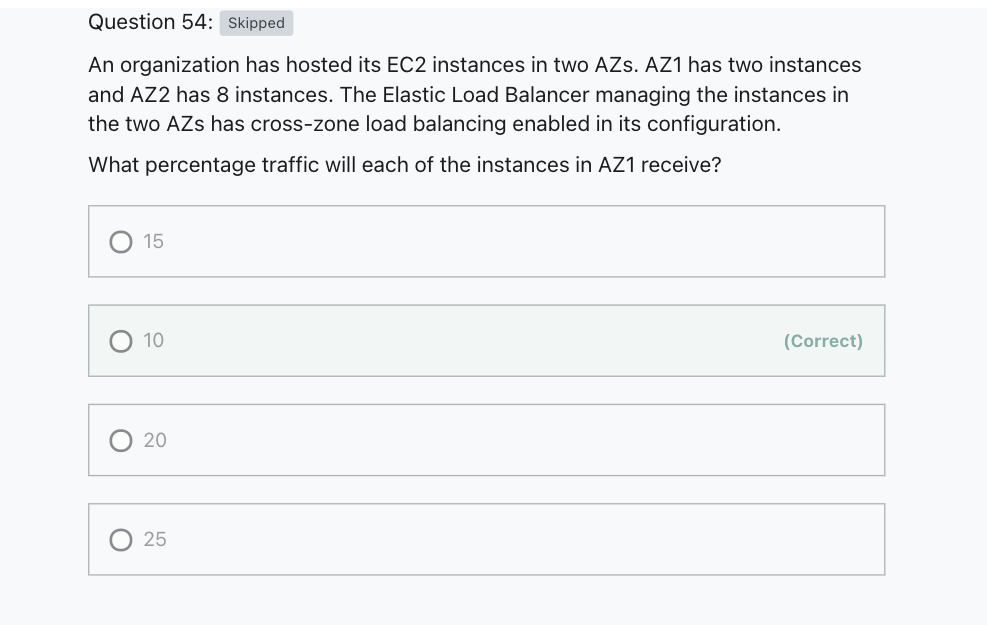 Question 54: Skipped
An organization has hosted its EC2 instances in two AZs. AZ1 has two instances
and AZ2 has 8 instances. The Elastic Load Balancer managing the instances in
the two AZs has cross-zone load balancing enabled in its configuration.
What percentage traffic will each of the instances in AZ1 receive?
15
10 (Correct)
20
25